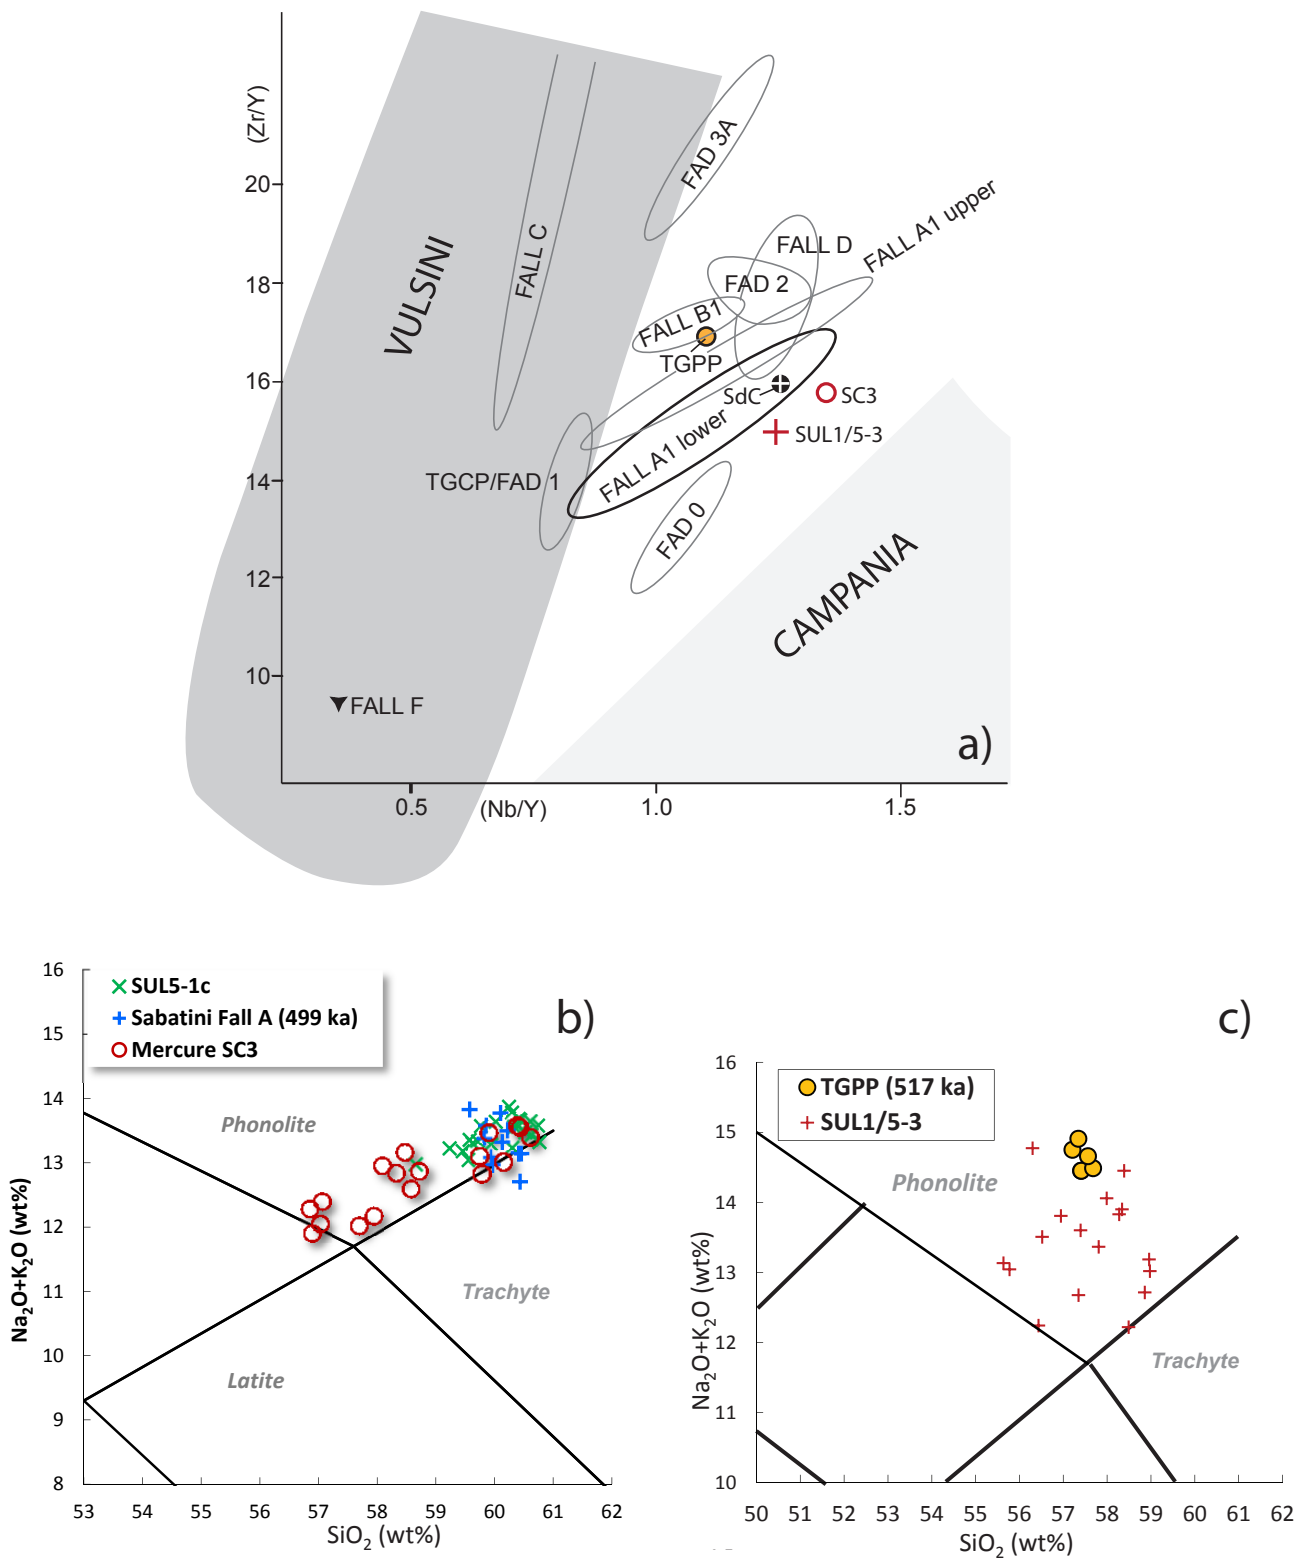 (Zr/Y)
20
18
16
14
12
10
VULSINI
FALL C
FAD 3A
FALL A1 upper
FALL D
FAD 2
FALL B1
TGPP
SdC
SC3
SUL1/5-3
FALL A1 lower
TGCP/FAD 1
FAD 0
CAMPANIA
FALL F
a)
0.5
(Nb/Y)
1.0
1.5
b)
SUL5-1c
Sabatini Fall A (499 ka)
Mercure SC3
Na2O+K2O (wt%)
16
15
14
13
12
11
10
9
8
Phonolite
Trachyte
Latite
53 54 55 56 57 58 59 60 61 62
SiO2 (wt%)
c)
TGPP (517 ka)
SUL1/5-3
Na2O+K2O (wt%)
16
15
14
13
12
11
10
Phonolite
Trachyte
50 51 52 53 54 55 56 57 58 59 60 61 62
SiO2 (wt%)